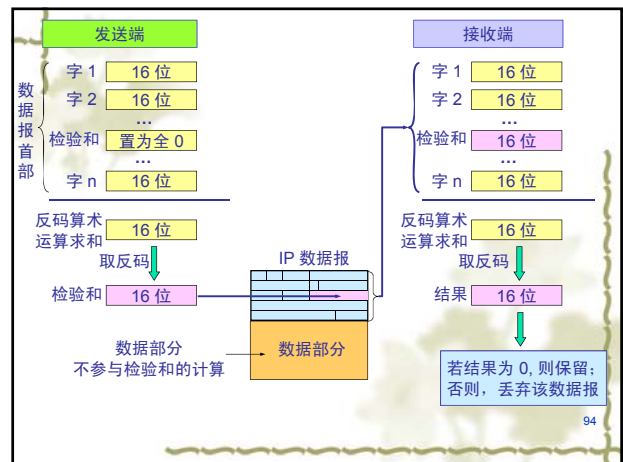 发送端
数据报首部
字 1 16 位
字 2 16 位
...
检验和 置为全 0
...
字 n 16 位
反码算术
运算求和 16 位
取反码
检验和 16 位
数据部分
不参与检验和的计算
IP 数据报
数据部分
接收端
字 1 16 位
字 2 16 位
...
检验和 16 位
...
字 n 16 位
反码算术
运算求和 16 位
取反码
结果 16 位
若结果为 0, 则保留;
否则，丢弃该数据报
94